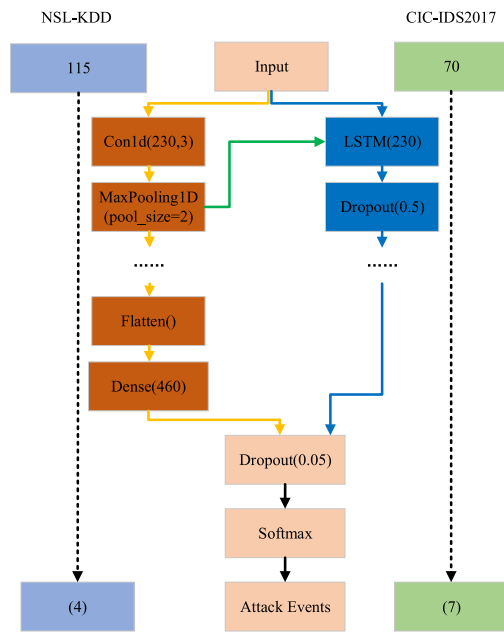 NSL-KDD
CIC-IDS2017
115
Input
70
Con1d(230,3)
LSTM(230)
MaxPooling1D
(pool_size=2)
Dropout(0.5)
......
......
Flatten()
Dense(460)
Dropout(0.05)
Softmax
(4)
Attack Events
(7)